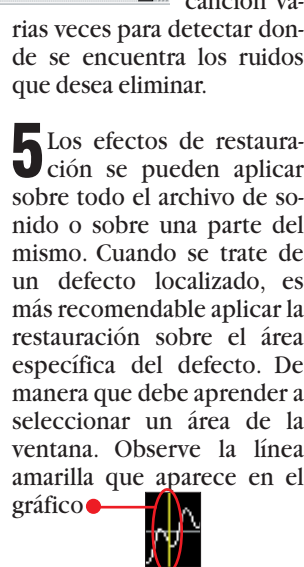 canción va-
rias veces para detectar don-
de se encuentra los ruidos
que desea eliminar.
5 Los efectos de restaura-
ción se pueden aplicar
sobre todo el archivo de so-
nido o sobre una parte del
mismo. Cuando se trate de
un defecto localizado, es
más recomendable aplicar la
restauración sobre el área
específica del defecto. De
manera que debe aprender a
seleccionar un área de la
ventana. Observe la línea
amarilla que aparece en el
gráfico